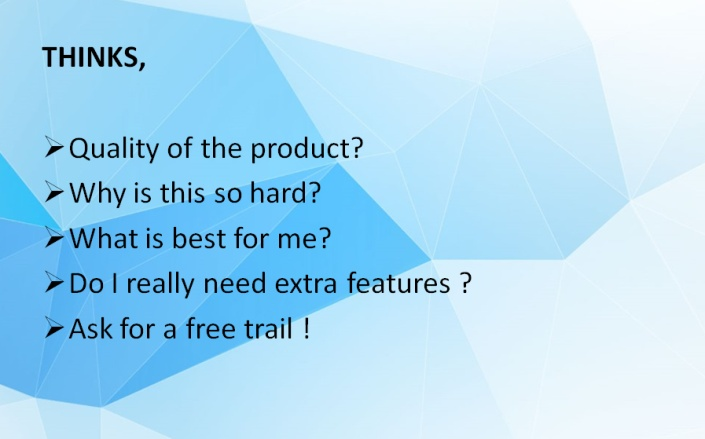 THINKS,
➢Quality of the product?
➢Why is this so hard?
➢What is best for me?
➢Do I really need extra features ?
➢Ask for a free trail !